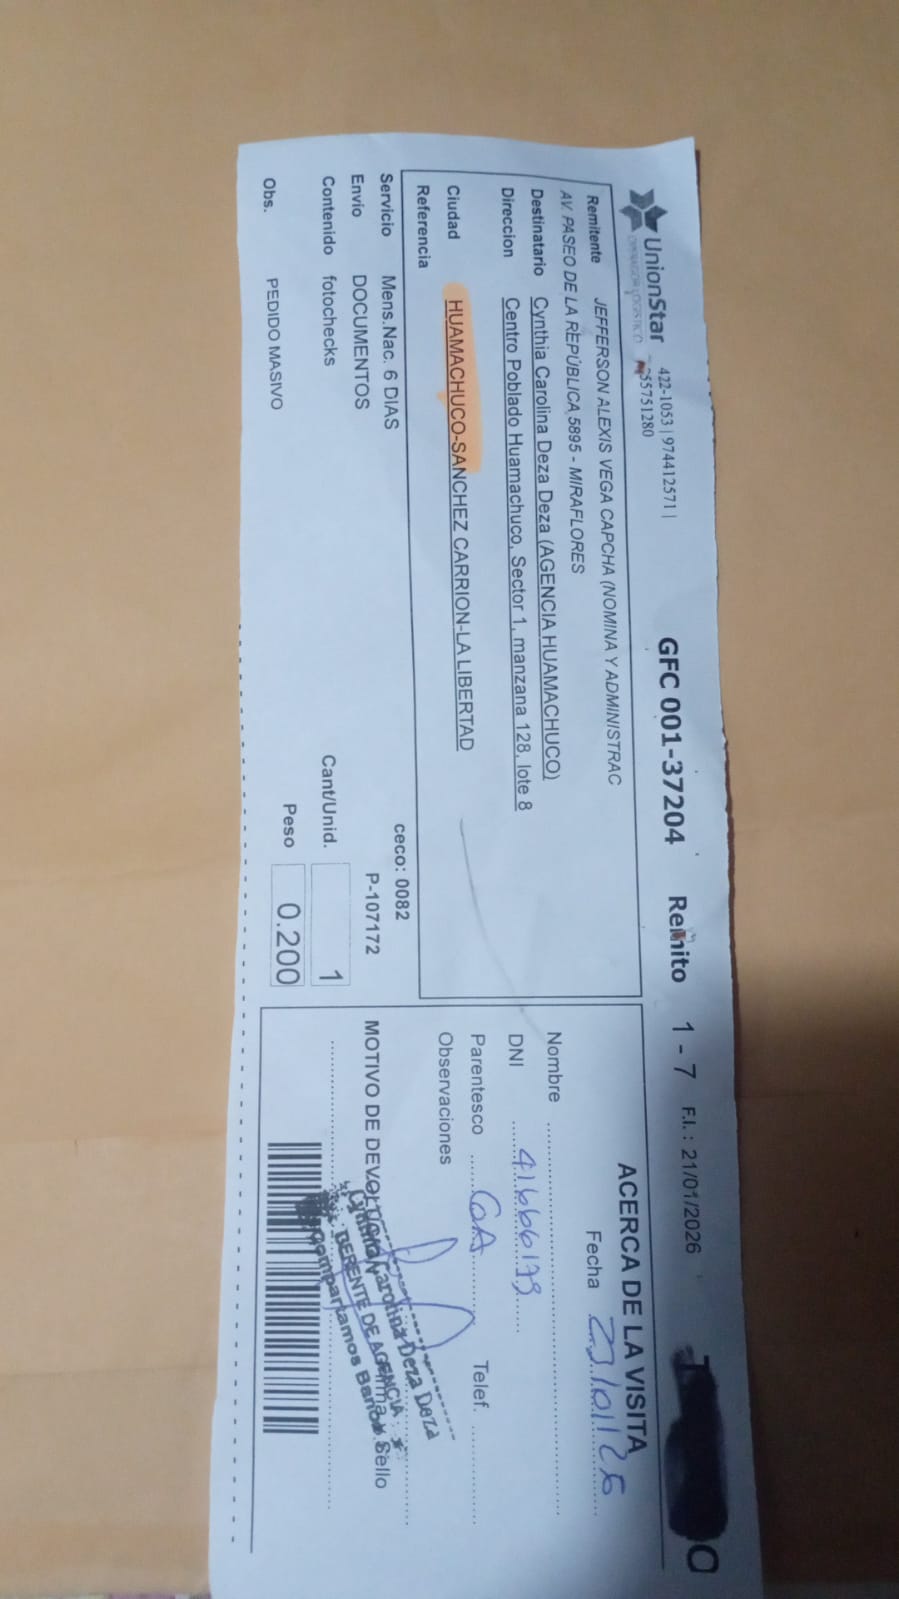 UnionStar
OPERADOR LOGISTICO
422-1053 | 974412571 |
55751280
GFC 001-37204 Remito 1 - 7 F.I.: 21/01/2026
Remitente JEFFERSON ALEXIS VEGA CAPCHA (NOMINA Y ADMINISTRAC
AV. PASEO DE LA REPÚBLICA 5895 - MIRAFLORES
Destinatario Cynthia Carolina Deza Deza (AGENCIA HUAMACHUCO)
Direccion Centro Poblado Huamachuco, Sector 1, manzana 128, lote 8
Ciudad HUAMACHUCO-SANCHEZ CARRION-LA LIBERTAD
Referencia
Servicio Mens.Nac. 6 DIAS ceco: 0082
Envio DOCUMENTOS P-107172
Contenido fotochecks Cant/Unid. 1
Obs. PEDIDO MASIVO Peso 0.200
ACERCA DE LA VISITA
Fecha 23/01/26
Nombre
DNI
Parentesco Telef.
Observaciones
MOTIVO DE DEVOLUCION
Firma y Sello
Cynthia Carolina Deza Deza
GERENTE DE AGENCIA
Compartamos Banco